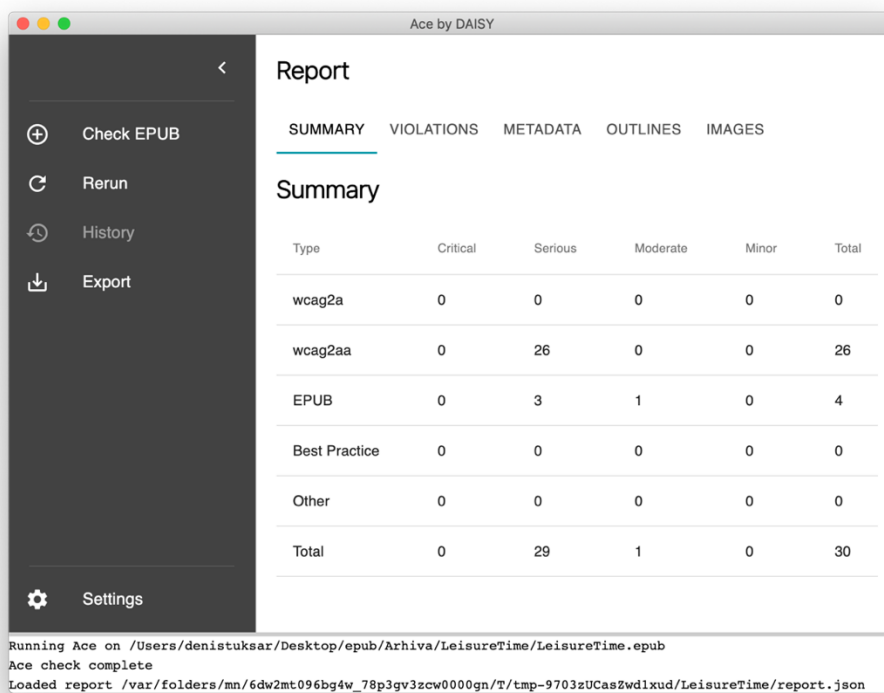 Ace by DAISY
Check EPUB
Rerun
History
Export
Settings
Report
SUMMARY VIOLATIONS METADATA OUTLINES IMAGES
Summary
Type Critical Serious Moderate Minor Total
wcag2a 0 0 0 0 0
wcag2aa 0 26 0 0 26
EPUB 0 3 1 0 4
Best Practice 0 0 0 0 0
Other 0 0 0 0 0
Total 0 29 1 0 30
Running Ace on /Users/denistuksar/Desktop/epub/Arhiva/LeisureTime/LeisureTime.epub
Ace check complete
Loaded report /var/folders/mn/6dw2mt096bg4w_78p3gv3zcw0000gn/T/tmp-9703zUCasZwd1xud/LeisureTime/report.json